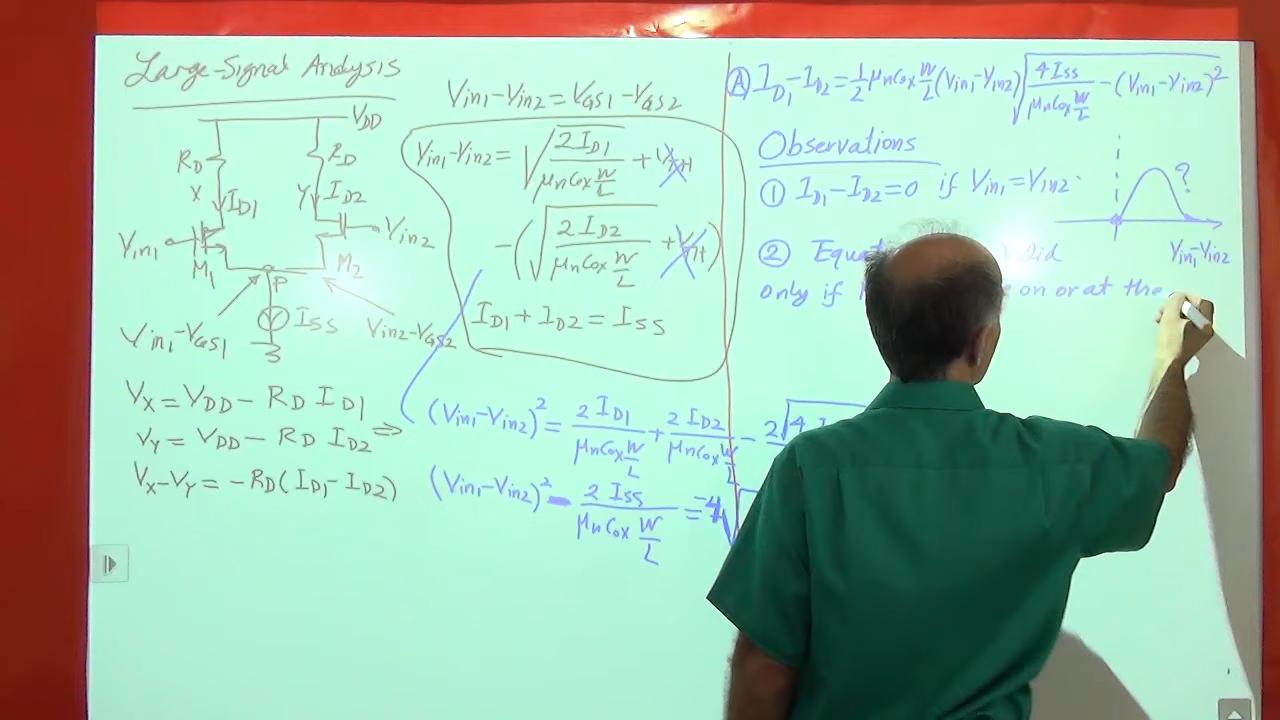 Large-Signal Analysis
VDD
RD
RD
X
ID1
Y
ID2
Vin1
M1
Vin2
M2
P
ISS
Vin1-VGS1
Vin2-VGS2
VX = VDD - RD ID1
VY = VDD - RD ID2 ⇒
VX-VY = -RD(ID1-ID2)
Vin1-Vin2 = VGS1-VGS2
Vin1-Vin2 = √(2ID1/(μnCox W/L)) + VTH
-(√(2ID2/(μnCox W/L)) + VTH)
ID1 + ID2 = ISS
(Vin1-Vin2)² = 2ID1/(μnCox W/L) + 2ID2/(μnCox W/L) - 2√4I
(Vin1-Vin2)² - 2ISS/(μnCox W/L) = -4√
Ⓐ ID1-ID2 = 1/2 μnCox W/L (Vin1-Vin2) √(4ISS/(μnCox W/L) - (Vin1-Vin2)²)
Observations
① ID1-ID2 = 0 if Vin1 = Vin2.
?
Vin1-Vin2
② Equat
only if on or at the